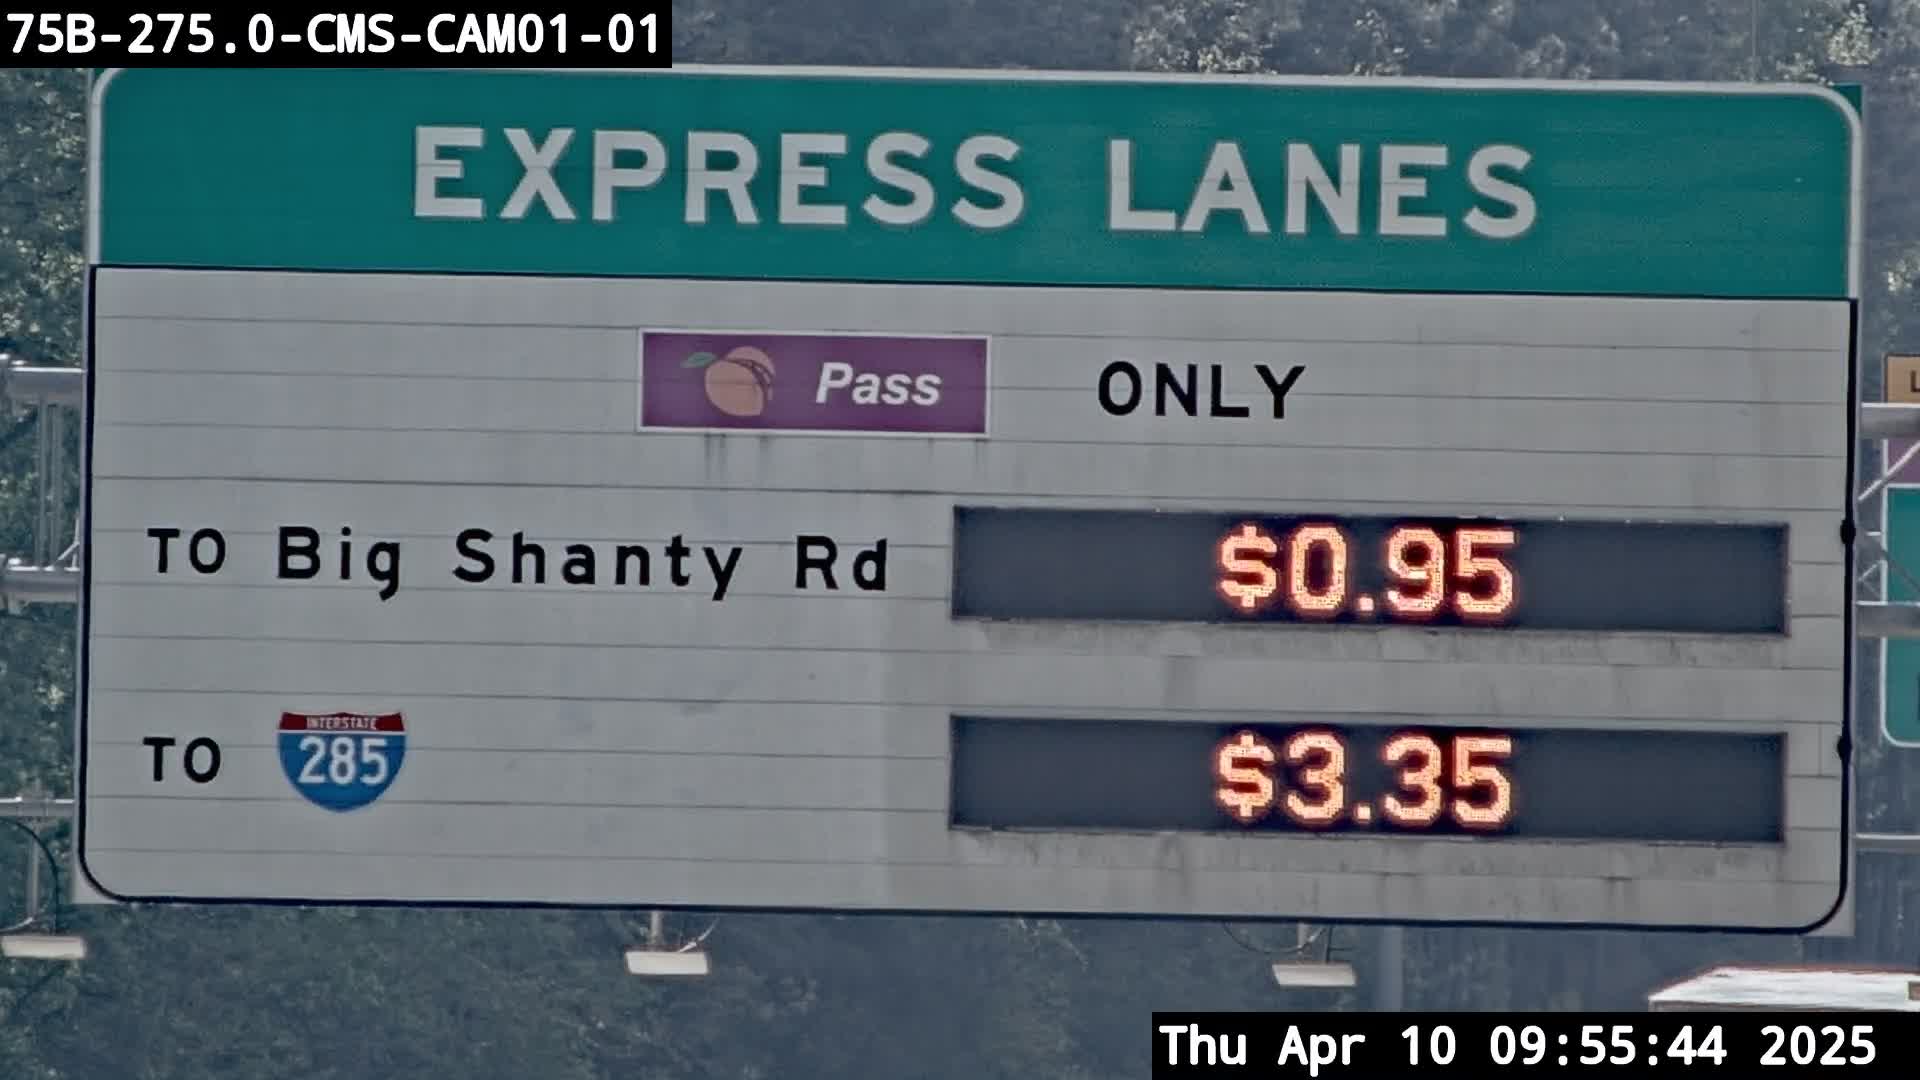 75B-275.0-CMS-CAM01-01
EXPRESS LANES
Pass ONLY
TO Big Shanty Rd $0.95
TO INTERSTATE 285 $3.35
Thu Apr 10 09:55:44 2025